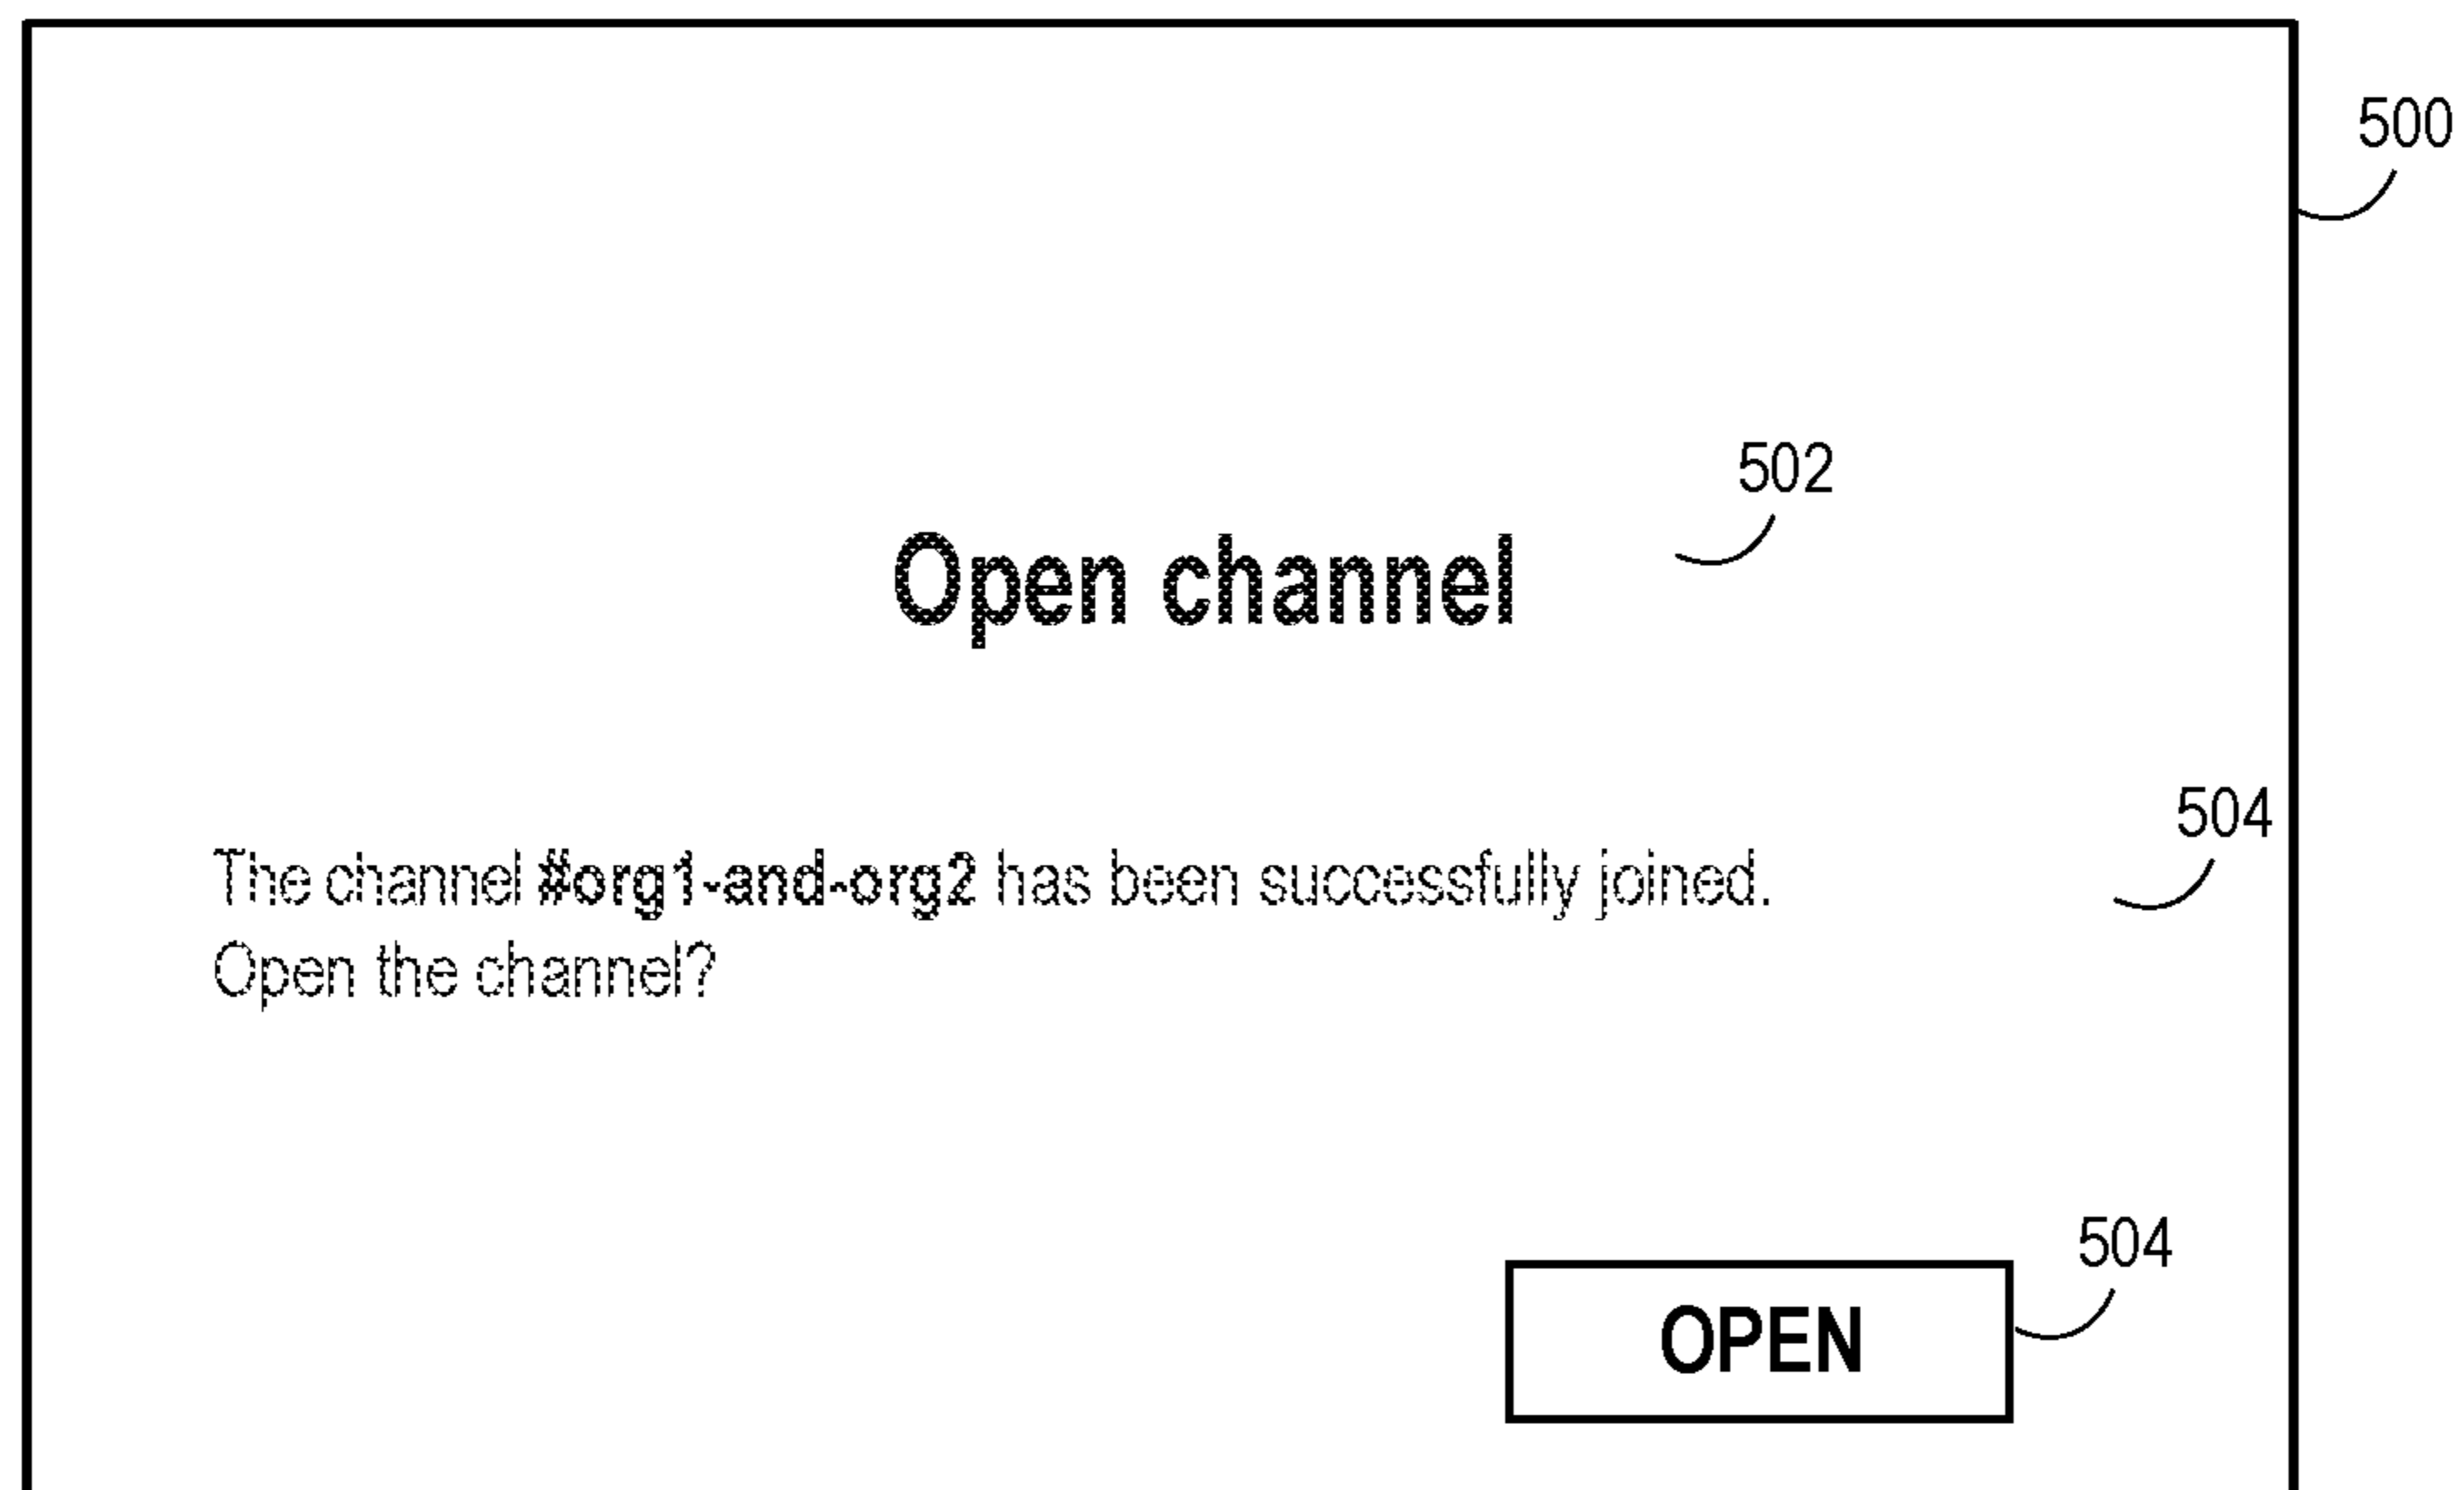 500
502
Open channel
504
The channel #org1-and-org2 has been successfully joined.
Open the channel?
504
OPEN